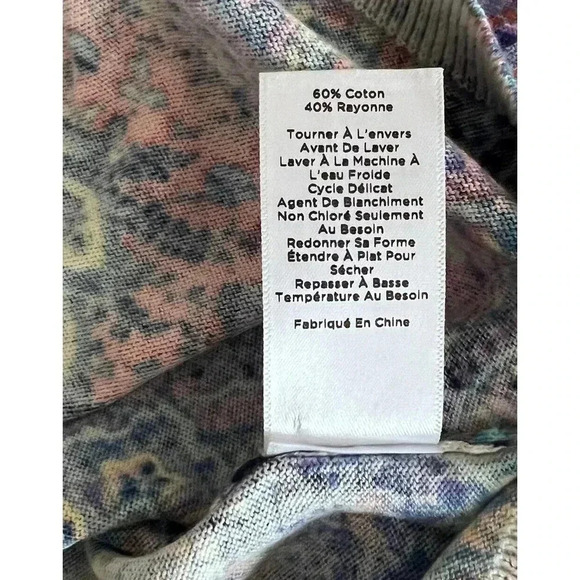 60% Coton
40% Rayonne
Tourner À L'envers
Avant De Laver
Laver À La Machine À
L'eau Froide
Cycle Délicat
Agent De Blanchiment
Non Chloré Seulement
Au Besoin
Redonner Sa Forme
Étendre À Plat Pour
Sécher
Repasser À Basse
Température Au Besoin
Fabriqué En Chine